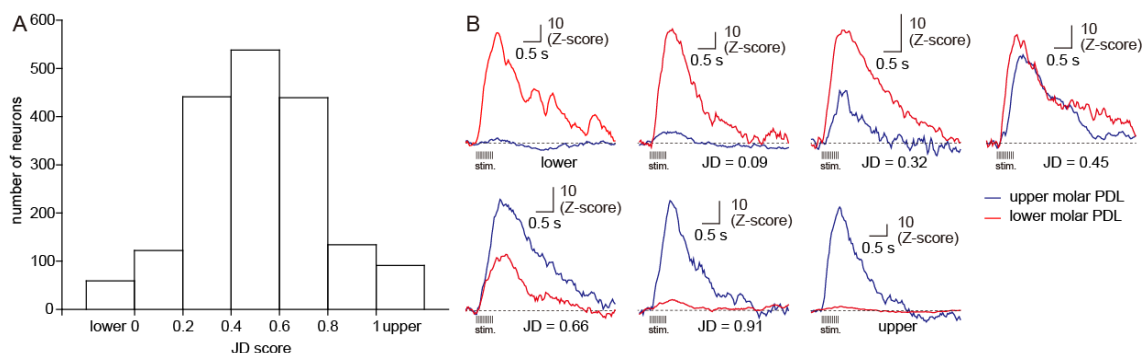 A
600
500
400
300
200
100
0
number of neurons
lower 0 0.2 0.4 0.6 0.8 1 upper
JD score
B
10
(Z-score)
0.5 s
stim.
lower
10
(Z-score)
0.5 s
stim.
JD = 0.09
10
(Z-score)
0.5 s
stim.
JD = 0.32
10
(Z-score)
0.5 s
stim.
JD = 0.45
upper molar PDL
lower molar PDL
10
(Z-score)
0.5 s
stim.
JD = 0.66
10
(Z-score)
0.5 s
stim.
JD = 0.91
10
(Z-score)
0.5 s
stim.
upper